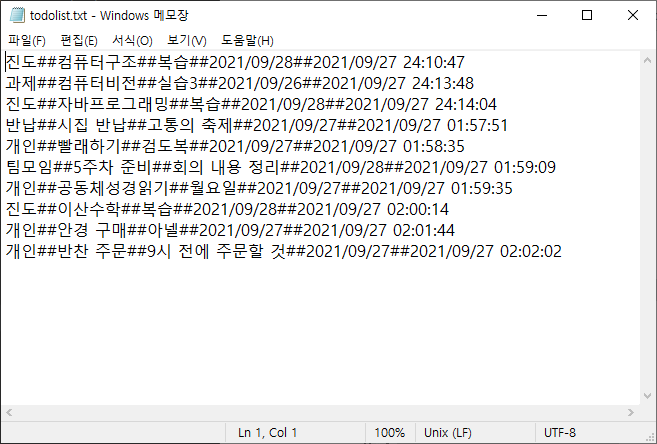 todolist.txt - Windows 메모장
파일(F) 편집(E) 서식(O) 보기(V) 도움말(H)
진도##컴퓨터구조##복습##2021/09/28##2021/09/27 24:10:47
과제##컴퓨터비전##실습3##2021/09/26##2021/09/27 24:13:48
진도##자바프로그래밍##복습##2021/09/28##2021/09/27 24:14:04
반납##시집 반납##고통의 축제##2021/09/27##2021/09/27 01:57:51
개인##빨래하기##검도복##2021/09/27##2021/09/27 01:58:35
팀모임##5주차 준비##회의 내용 정리##2021/09/28##2021/09/27 01:59:09
개인##공동체성경읽기##월요일##2021/09/27##2021/09/27 01:59:35
진도##이산수학##복습##2021/09/28##2021/09/27 02:00:14
개인##안경 구매##아넬##2021/09/27##2021/09/27 02:01:44
개인##반찬 주문##9시 전에 주문할 것##2021/09/27##2021/09/27 02:02:02
Ln 1, Col 1 100% Unix (LF) UTF-8